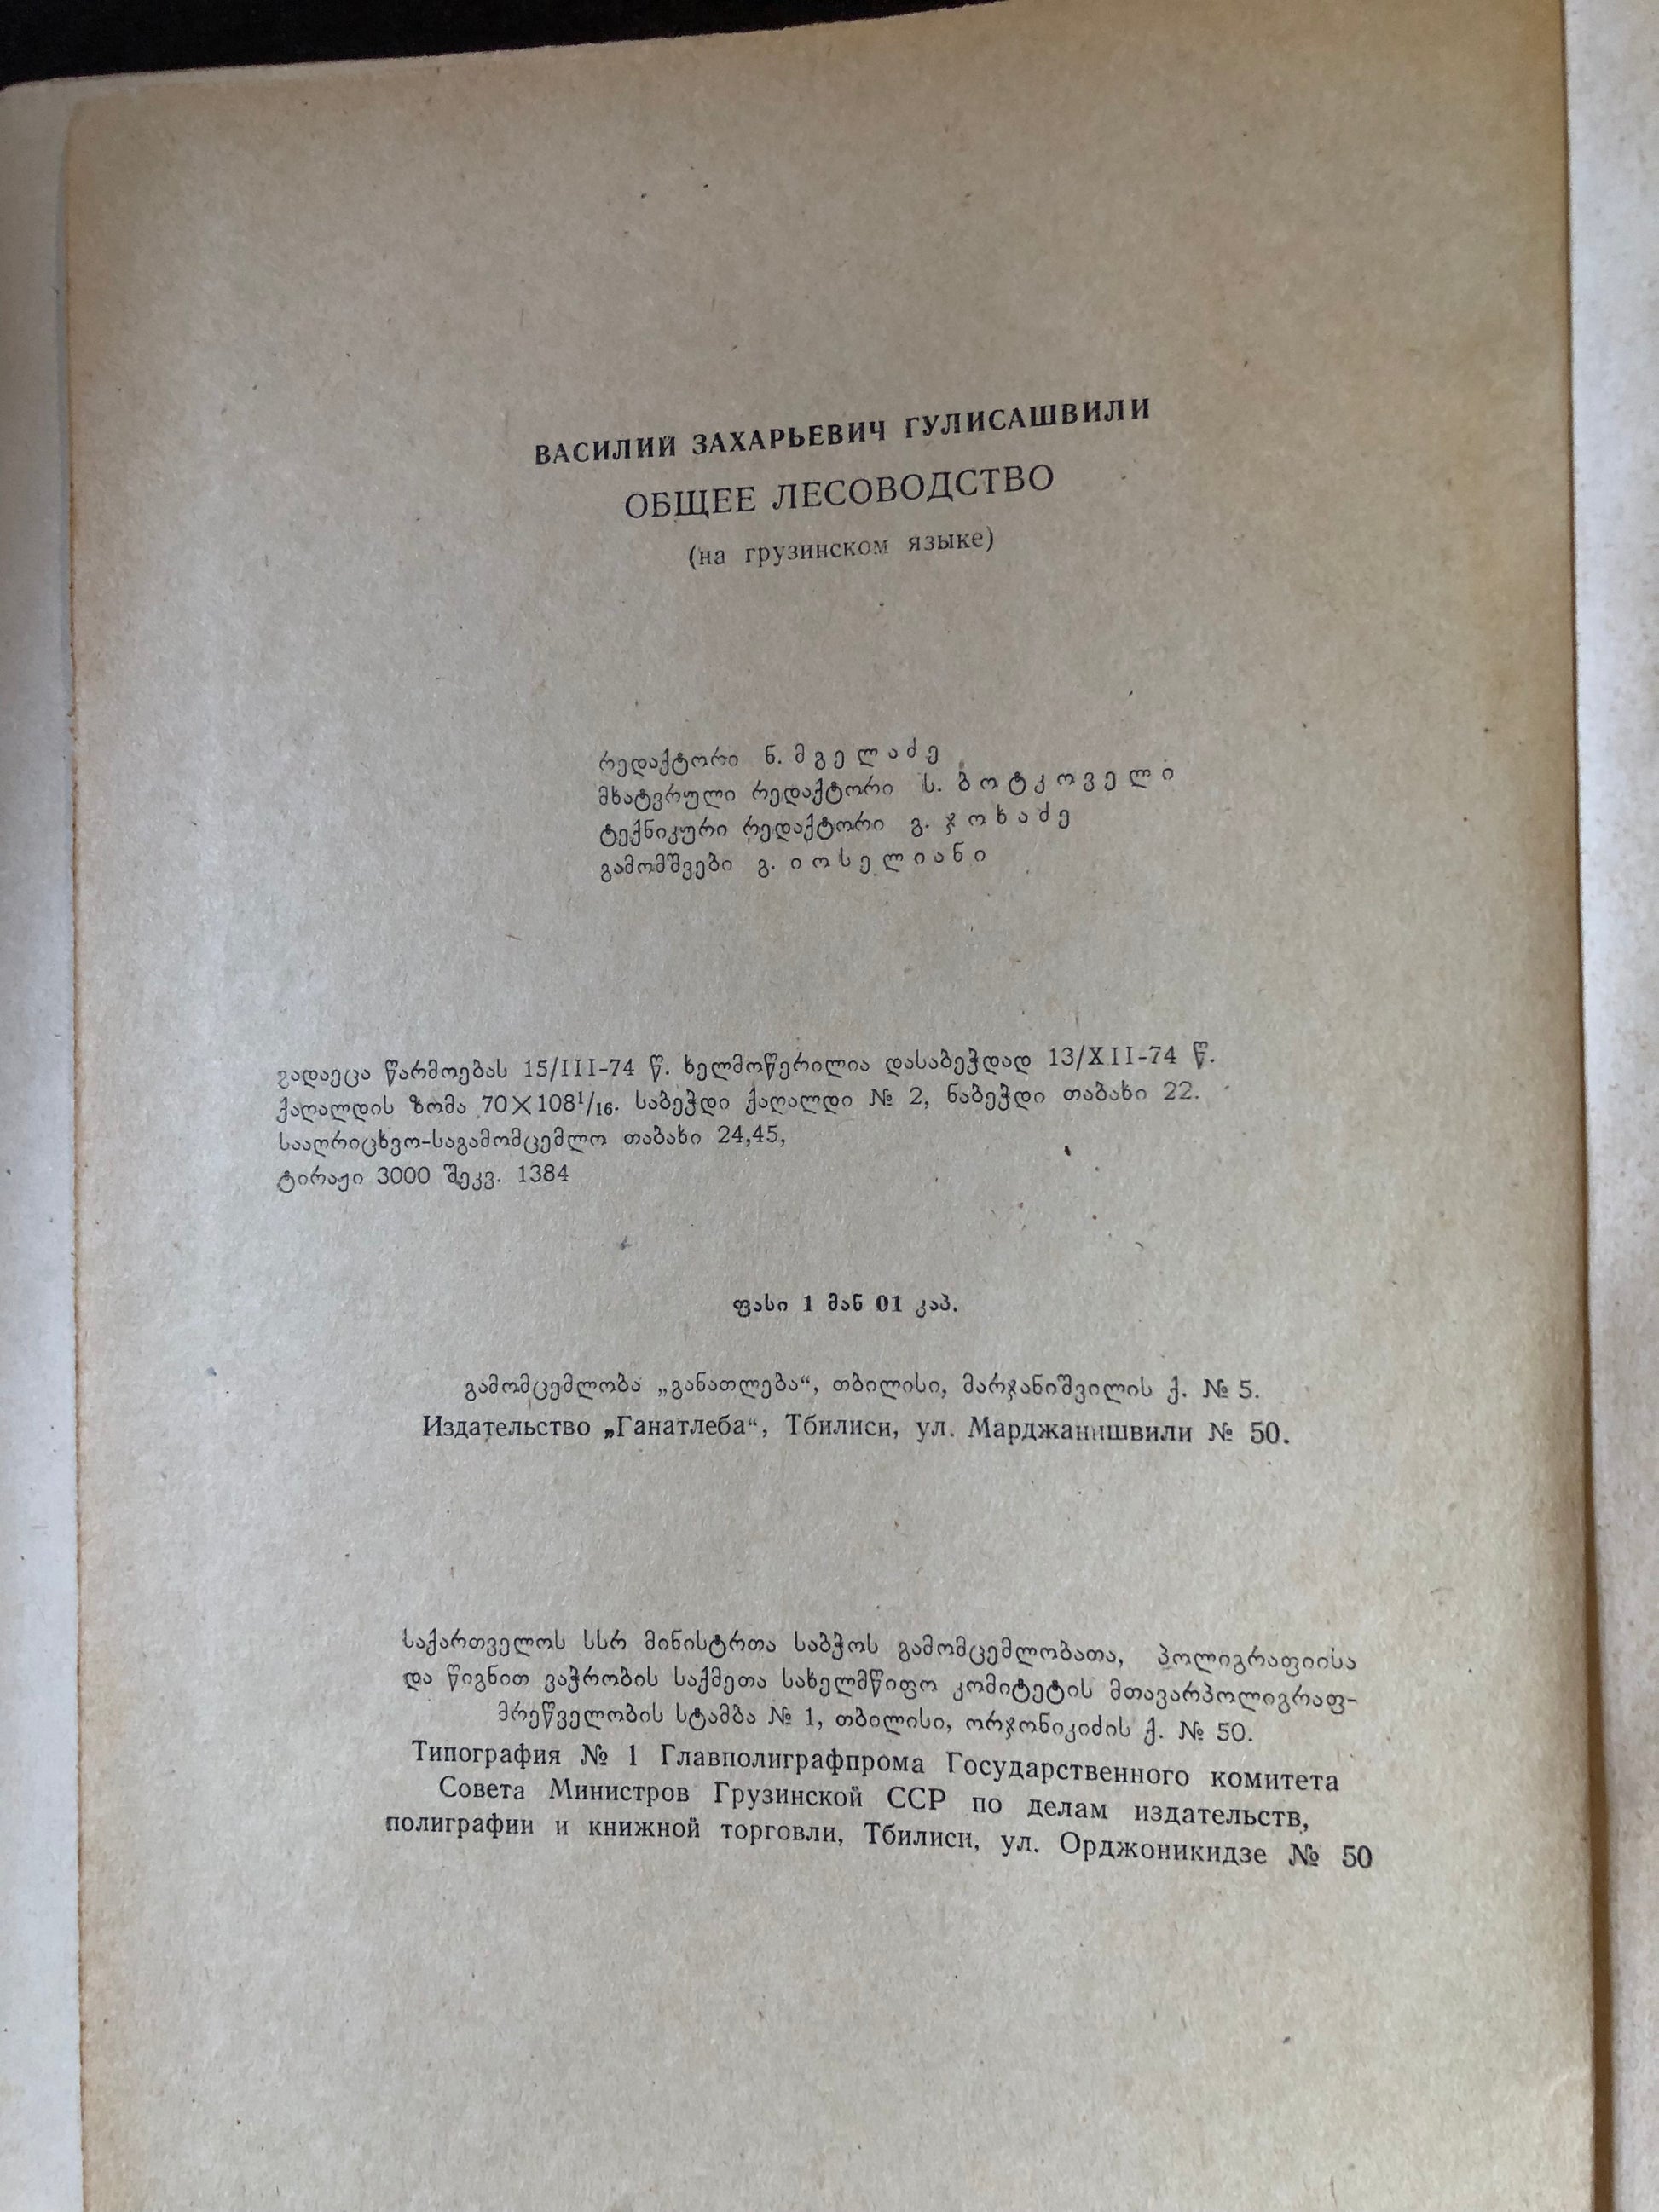 ВАСИЛИЙ ЗАХАРЬЕВИЧ ГУЛИСАШВИЛИ
ОБЩЕЕ ЛЕСОВОДСТВО
(на грузинском языке)
რედაქტორი ნ. მგელაძე
მხატვრული რედაქტორი ს. ბოტკოველი
ტექნიკური რედაქტორი გ. ჯოხაძე
გამომშვები გ. იოსელიანი
გადაეცა წარმოებას 15/III-74 წ. ხელმოწერილია დასაბეჭდად 13/XII-74 წ.
ქაღალდის ზომა 70×108¹/₁₆. საბეჭდი ქაღალდი № 2, ნაბეჭდი თაბახი 22.
სააღრიცხვო-საგამომცემლო თაბახი 24,45,
ტირაჟი 3000 შეკვ. 1384
ფასი 1 მან 01 კაპ.
გამომცემლობა „განათლება“, თბილისი, მარჯანიშვილის ქ. № 5.
Издательство „Ганатлеба“, Тбилиси, ул. Марджанишвили № 50.
საქართველოს სსრ მინისტრთა საბჭოს გამომცემლობათა, პოლიგრაფიისა
და წიგნით ვაჭრობის საქმეთა სახელმწიფო კომიტეტის მთავარპოლიგრაფ-
მრეწველობის სტამბა № 1, თბილისი, ორჯონიკიძის ქ. № 50.
Типография № 1 Главполиграфпрома Государственного комитета
Совета Министров Грузинской ССР по делам издательств,
полиграфии и книжной торговли, Тбилиси, ул. Орджоникидзе № 50